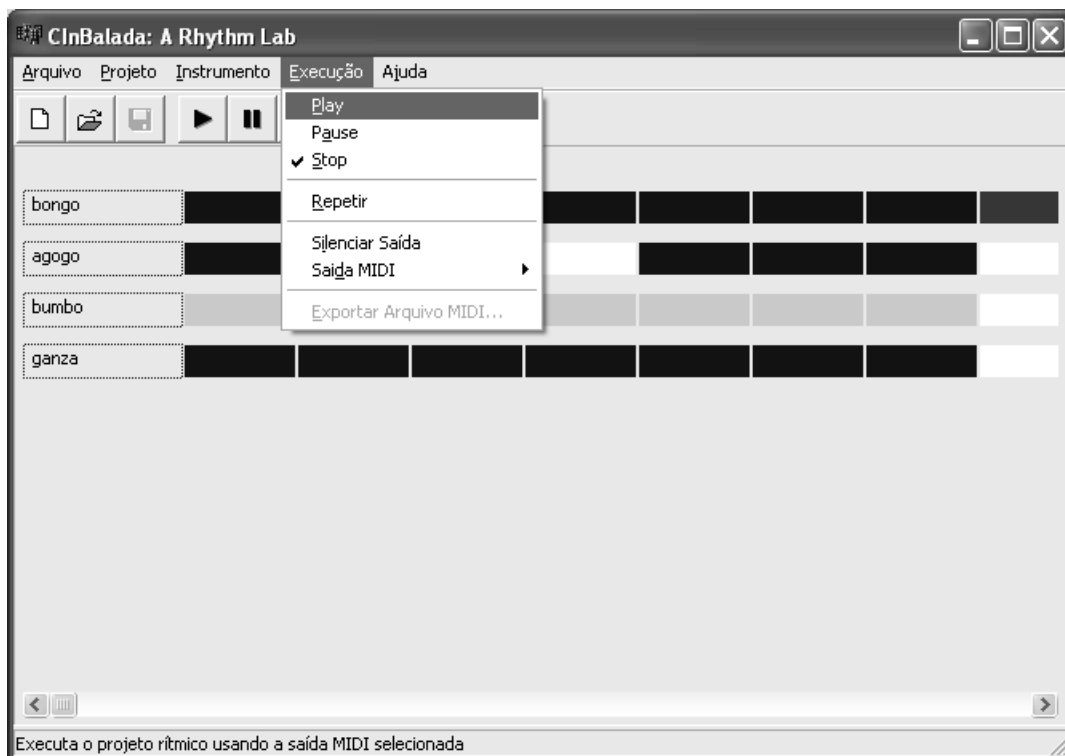 CInBalada: A Rhythm Lab
Arquivo Projeto Instrumento Execução Ajuda
Play
Pause
Stop
Repetir
Silenciar Saída
Saida MIDI
Exportar Arquivo MIDI...
bongo
agogo
bumbo
ganza
Executa o projeto rítmico usando a saída MIDI selecionada